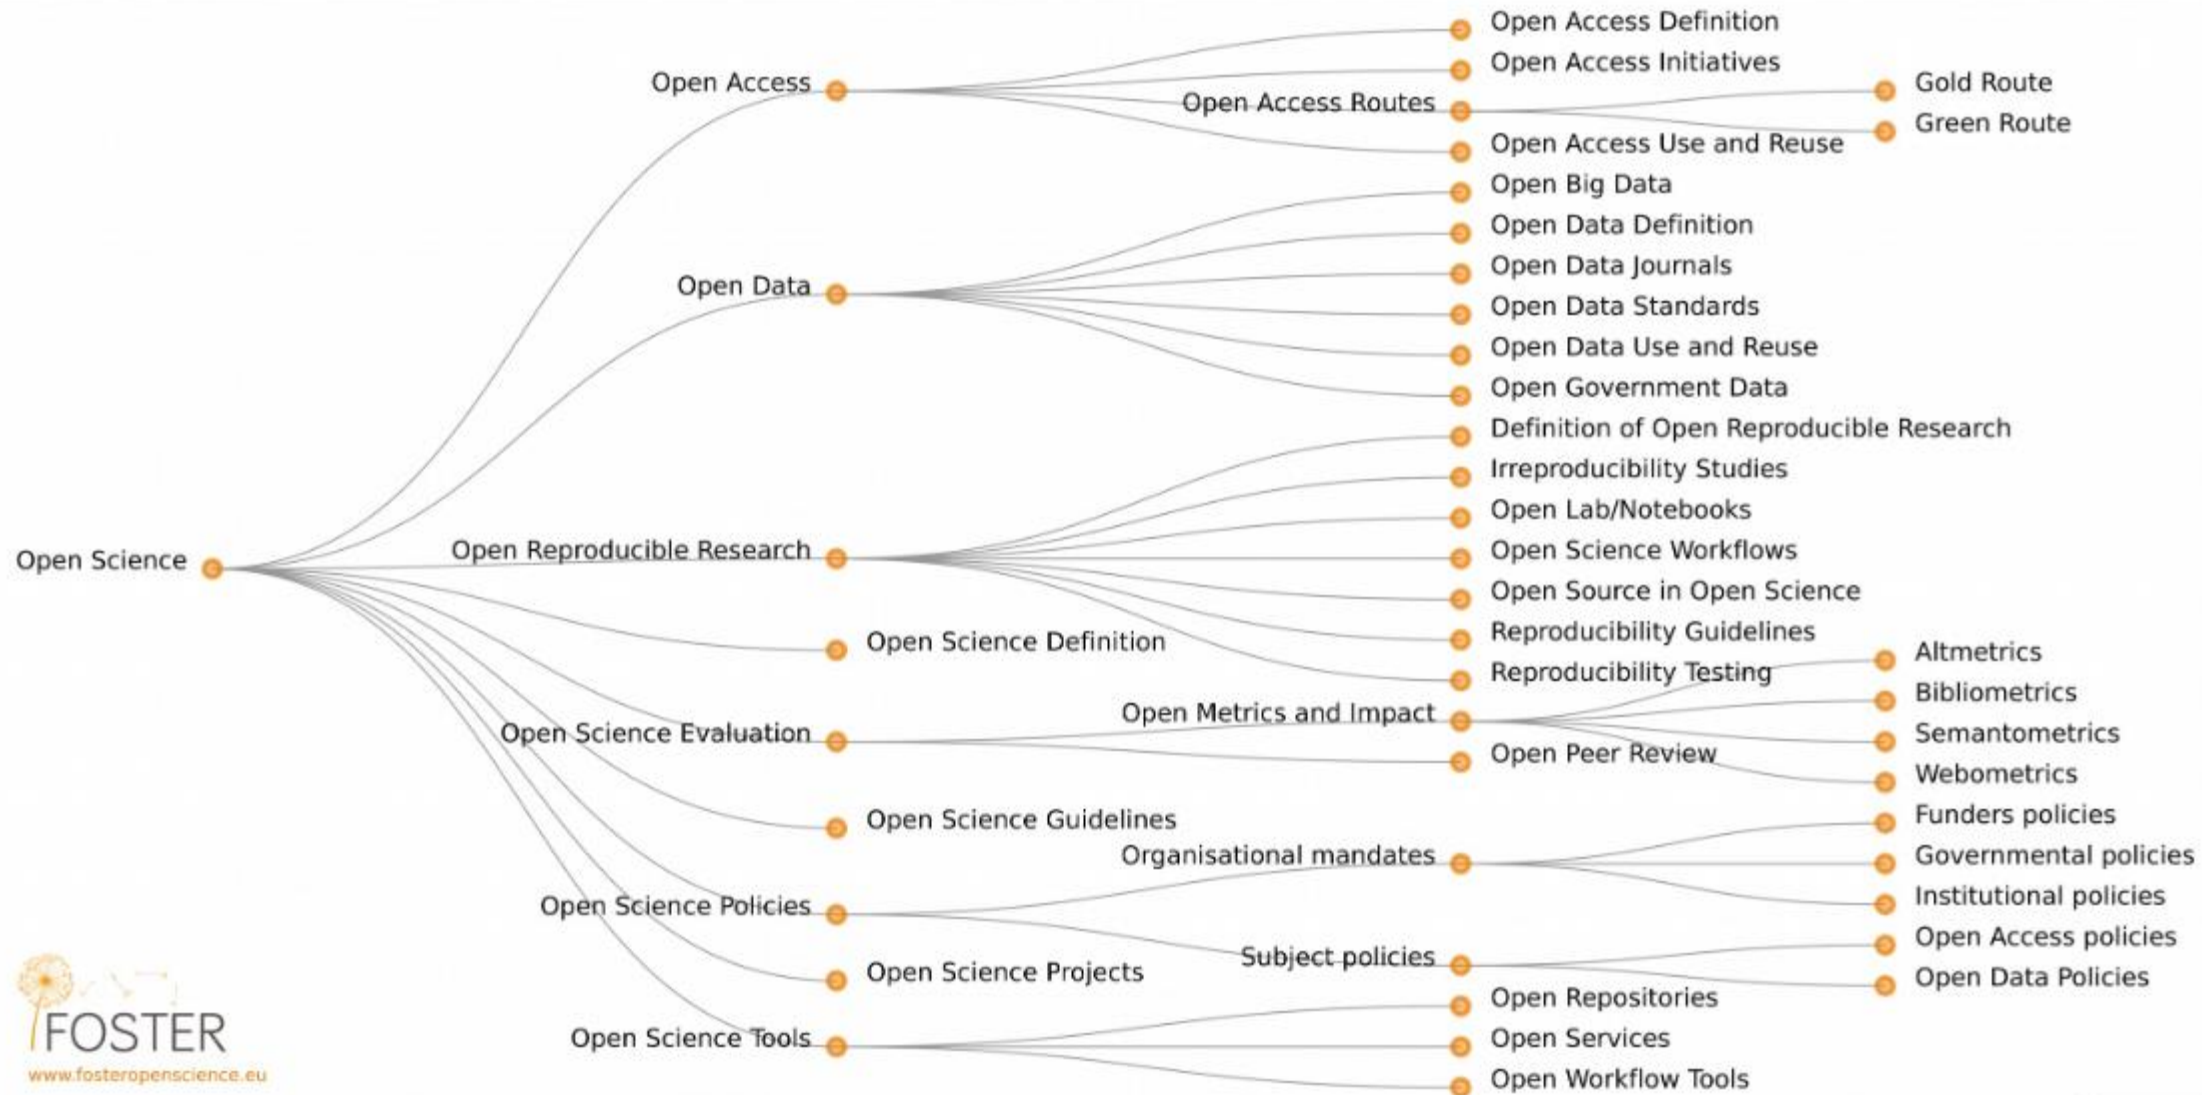 Open Science
Open Access
Open Access Definition
Open Access Initiatives
Open Access Routes
Gold Route
Green Route
Open Access Use and Reuse
Open Data
Open Big Data
Open Data Definition
Open Data Journals
Open Data Standards
Open Data Use and Reuse
Open Government Data
Open Reproducible Research
Definition of Open Reproducible Research
Irreproducibility Studies
Open Lab/Notebooks
Open Science Workflows
Open Source in Open Science
Reproducibility Guidelines
Reproducibility Testing
Open Science Definition
Open Science Evaluation
Open Metrics and Impact
Altmetrics
Bibliometrics
Semantometrics
Webometrics
Open Peer Review
Open Science Guidelines
Open Science Policies
Organisational mandates
Funders policies
Governmental policies
Institutional policies
Subject policies
Open Access policies
Open Data Policies
Open Science Projects
Open Science Tools
Open Repositories
Open Services
Open Workflow Tools
FOSTER
www.fosteropenscience.eu